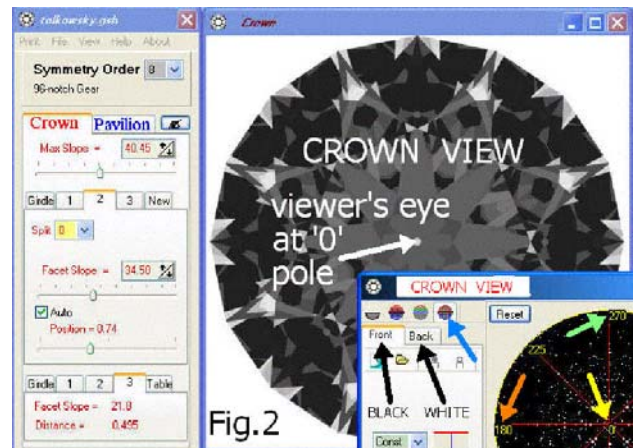 tolkowsky.gsh
Print File View Help About
Symmetry Order 8
96-notch Gear
Crown Pavilion
Max Slope = 40.45
Girdle 1 2 3 New
Split 0
Facet Slope = 34.50
Auto
Position = 0.74
Girdle 1 2 3 Table
Facet Slope = 21.8
Distance = 0.495
Crown
CROWN VIEW
viewer's eye
at '0'
pole
Fig.2
CROWN VIEW
Reset
Front Back
BLACK WHITE
Const
270
225
180
0